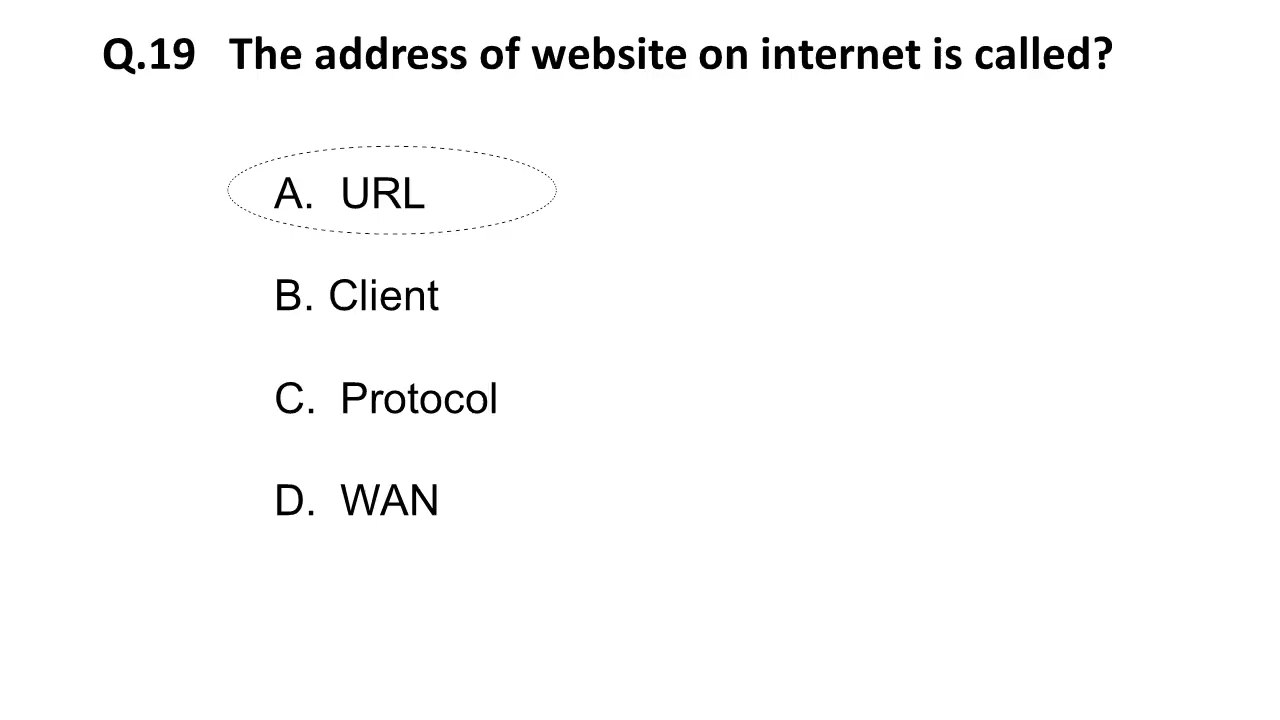 Q.19 The address of website on internet is called?
A. URL
B. Client
C. Protocol
D. WAN